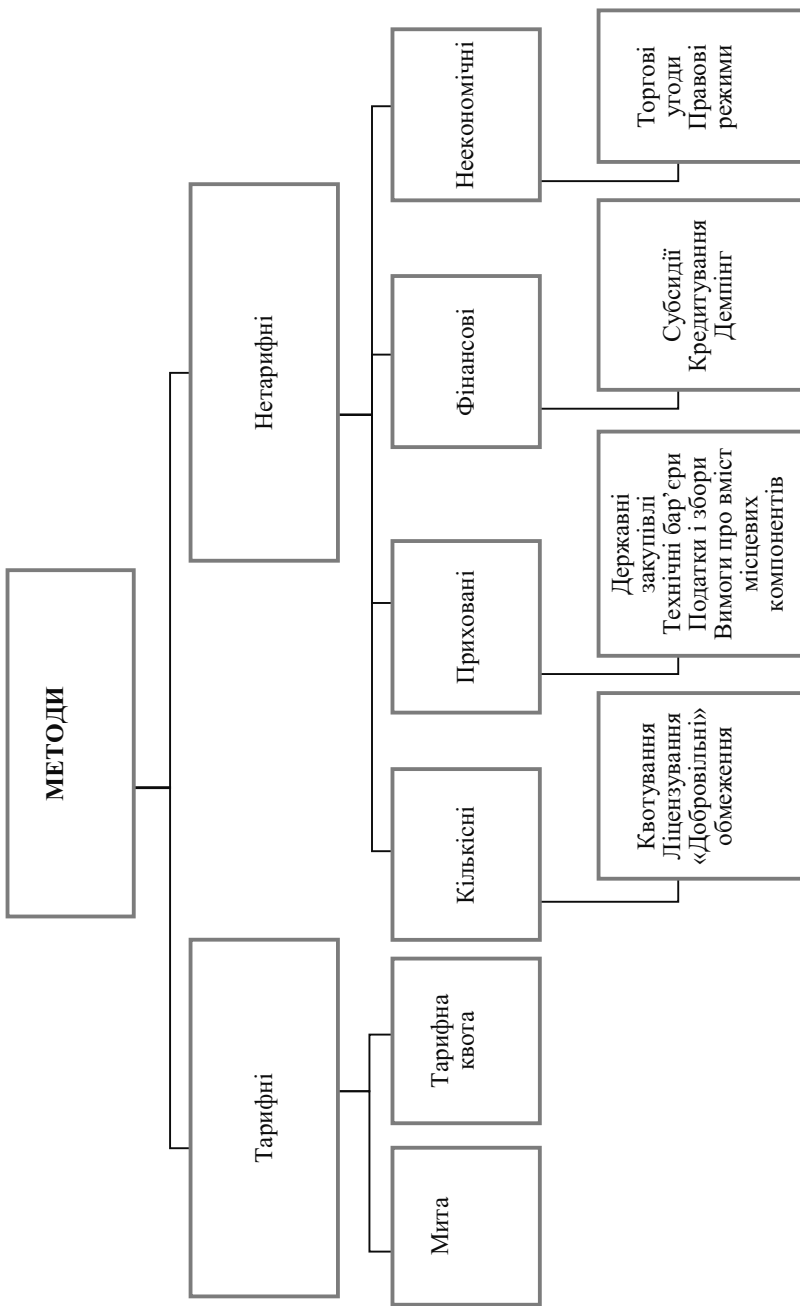 МЕТОДИ
Тарифні
Нетарифні
Мита
Тарифна
квота
Кількісні
Приховані
Фінансові
Неекономічні
Квотування
Ліцензування
«Добровільні»
обмеження
Державні
закупівлі
Технічні бар’єри
Податки і збори
Вимоги про вміст
місцевих
компонентів
Субсидії
Кредитування
Демпінг
Торгові
угоди
Правові
режими